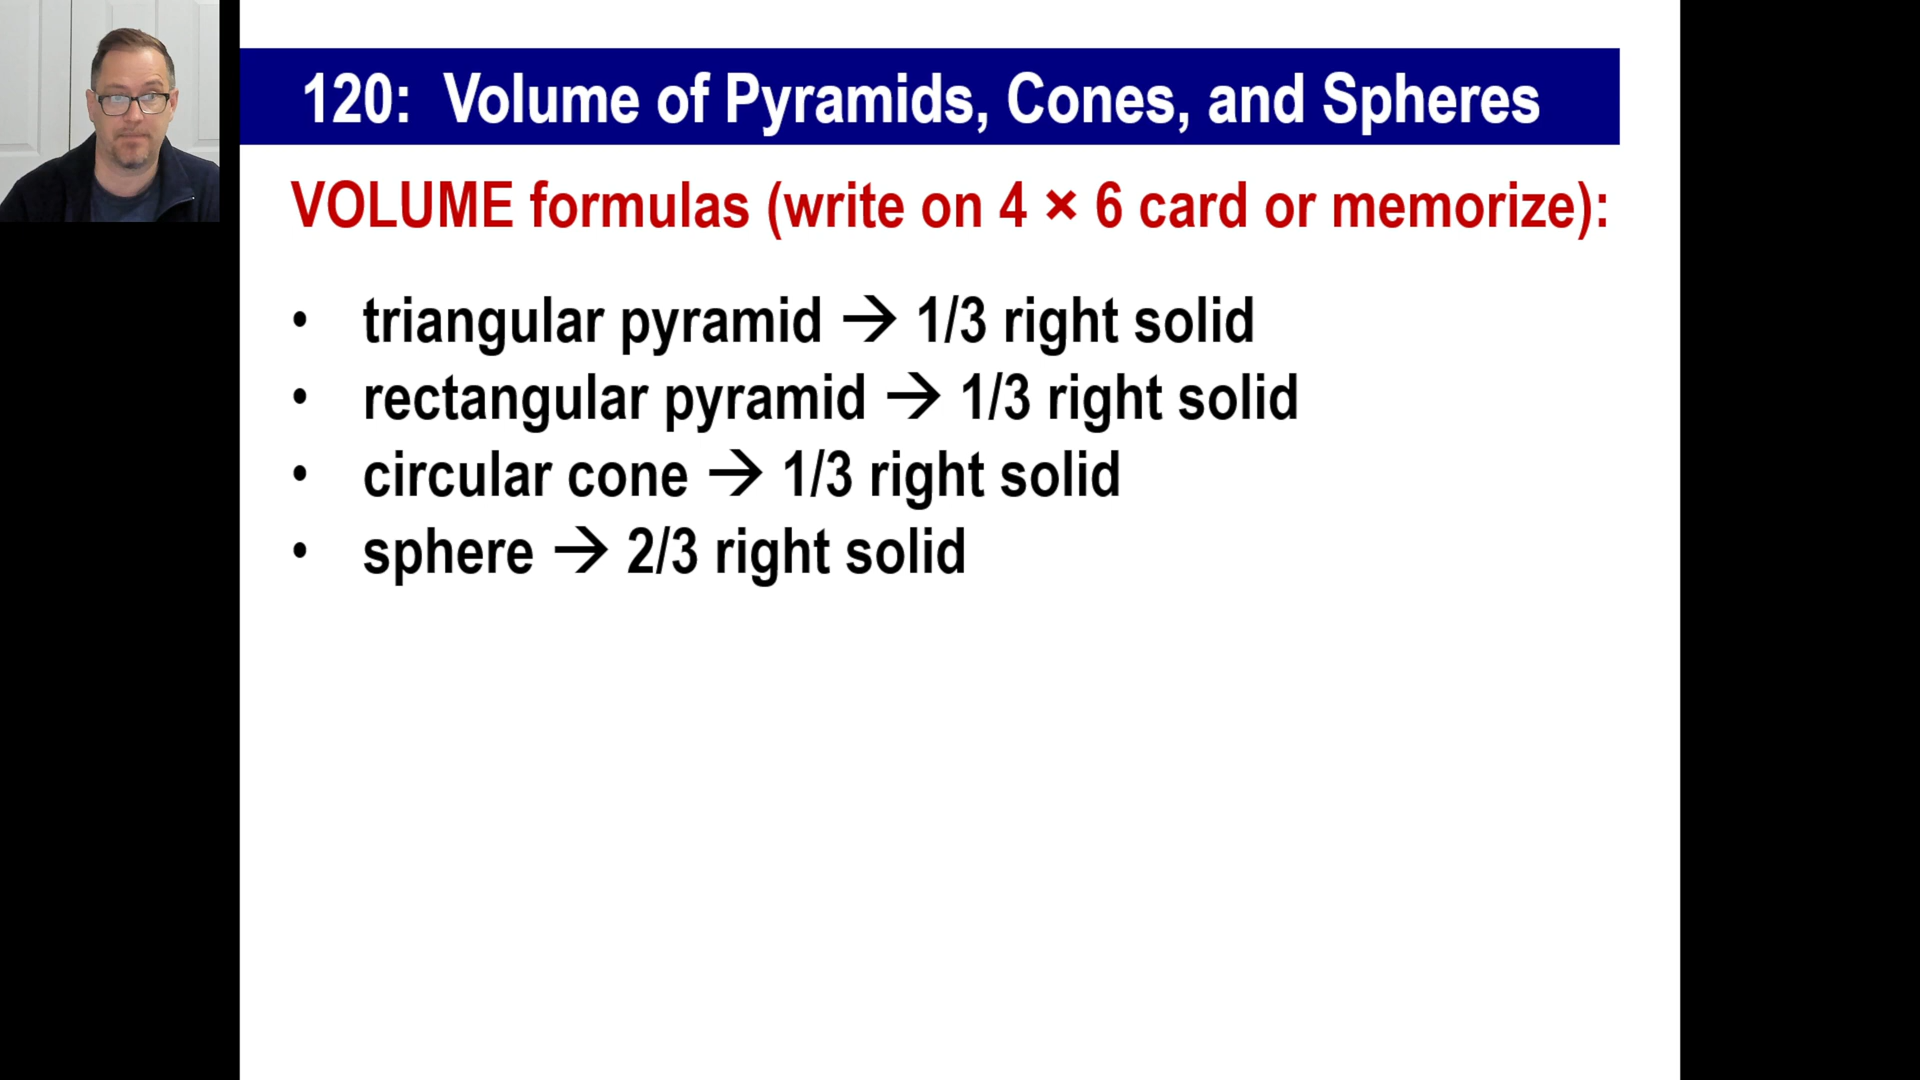 120: Volume of Pyramids, Cones, and Spheres
VOLUME formulas (write on 4 × 6 card or memorize):
• triangular pyramid → 1/3 right solid
• rectangular pyramid → 1/3 right solid
• circular cone → 1/3 right solid
• sphere → 2/3 right solid